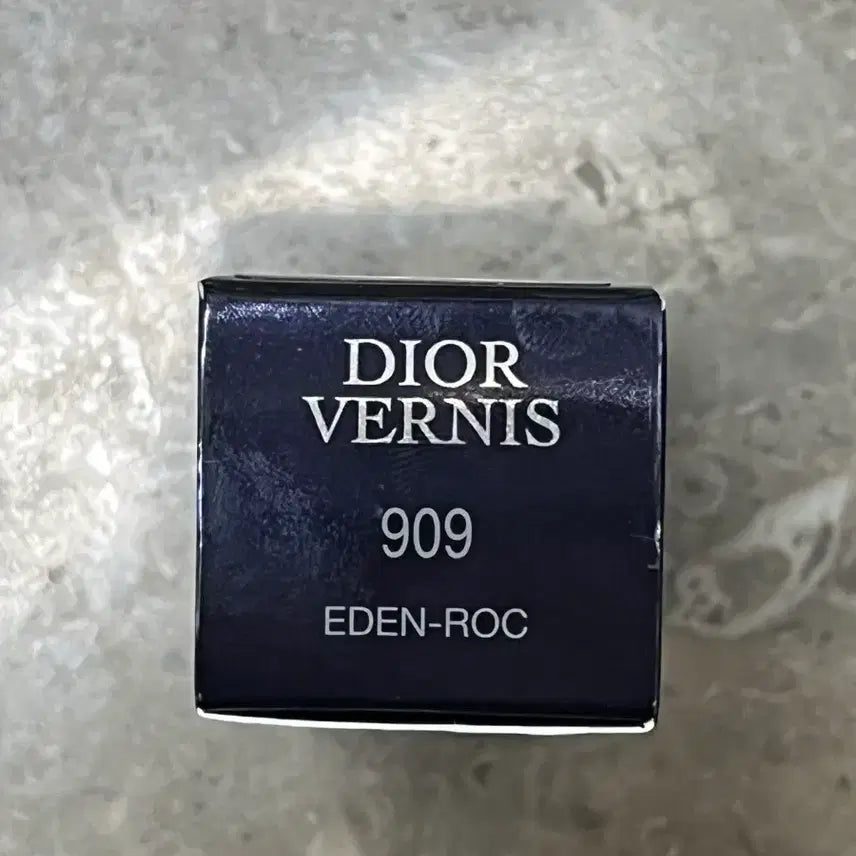 DIOR
VERNIS
909
EDEN-ROC